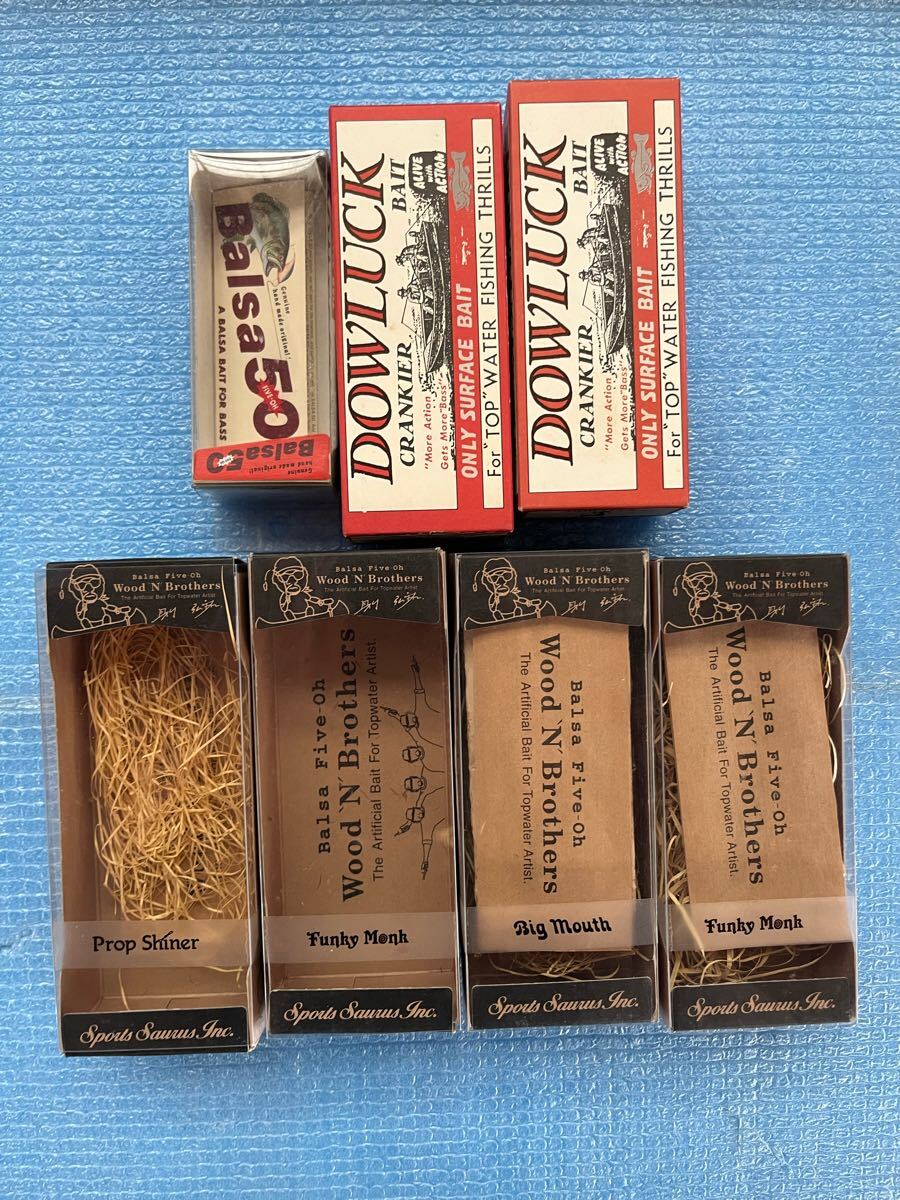 Balsa50
FIVE-OH
Genuine
hand made original!
A BALSA BAIT FOR BASS
Balsa50
Genuine
hand made original!
DOWLUCK
CRANKIER BAIT
"More Action
Gets More "Bass"
ALIVE
with
ACTION
ONLY SURFACE BAIT
For "TOP" WATER FISHING THRILLS
DOWLUCK
CRANKIER BAIT
"More Action
Gets More "Bass"
ALIVE
with
ACTION
ONLY SURFACE BAIT
For "TOP" WATER FISHING THRILLS
Balsa Five-Oh
Wood 'N' Brothers
The Artificial Bait For Topwater Artist.
Prop Shiner
Sports Saurus, Inc.
Balsa Five-Oh
Wood 'N' Brothers
The Artificial Bait For Topwater Artist.
Balsa Five-Oh
Wood 'N' Brothers
The Artificial Bait For Topwater Artist.
Funky Monk
Sports Saurus, Inc.
Balsa Five-Oh
Wood 'N' Brothers
The Artificial Bait For Topwater Artist.
Balsa Five-Oh
Wood 'N' Brothers
The Artificial Bait For Topwater Artist.
Big Mouth
Sports Saurus, Inc.
Balsa Five-Oh
Wood 'N' Brothers
The Artificial Bait For Topwater Artist.
Balsa Five-Oh
Wood 'N' Brothers
The Artificial Bait For Topwater Artist.
Funky Monk
Sports Saurus, Inc.